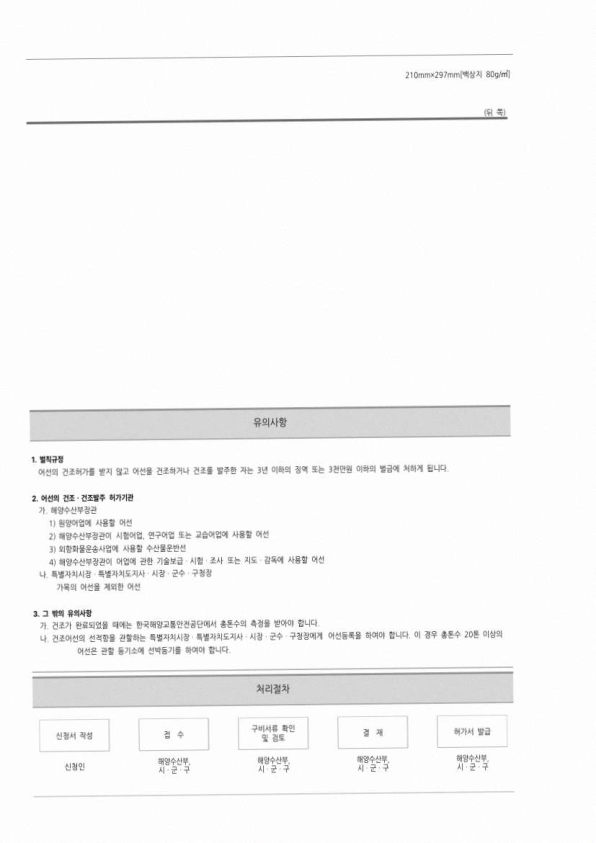 210mm×297mm[백상지 80g/㎡]
(뒤 쪽)
유의사항
1. 벌칙규정
어선의 건조허가를 받지 않고 어선을 건조하거나 건조를 발주한 자는 3년 이하의 징역 또는 3천만원 이하의 벌금에 처하게 됩니다.
2. 어선의 건조ㆍ건조발주 허가기관
가. 해양수산부장관
1) 원양어업에 사용할 어선
2) 해양수산부장관이 시험어업, 연구어업 또는 교습어업에 사용할 어선
3) 외항화물운송사업에 사용할 수산물운반선
4) 해양수산부장관이 어업에 관한 기술보급ㆍ시험ㆍ조사 또는 지도ㆍ감독에 사용할 어선
나. 특별자치시장ㆍ특별자치도지사ㆍ시장ㆍ군수ㆍ구청장
가목의 어선을 제외한 어선
3. 그 밖의 유의사항
가. 건조가 완료되었을 때에는 한국해양교통안전공단에서 총톤수의 측정을 받아야 합니다.
나. 건조어선의 선적항을 관할하는 특별자치시장ㆍ특별자치도지사ㆍ시장ㆍ군수ㆍ구청장에게 어선등록을 하여야 합니다. 이 경우 총톤수 20톤 이상의
어선은 관할 등기소에 선박등기를 하여야 합니다.
처리절차
신청서 작성
접 수
구비서류 확인
및 검토
결 재
허가서 발급
신청인
해양수산부,
시ㆍ군ㆍ구
해양수산부,
시ㆍ군ㆍ구
해양수산부,
시ㆍ군ㆍ구
해양수산부,
시ㆍ군ㆍ구